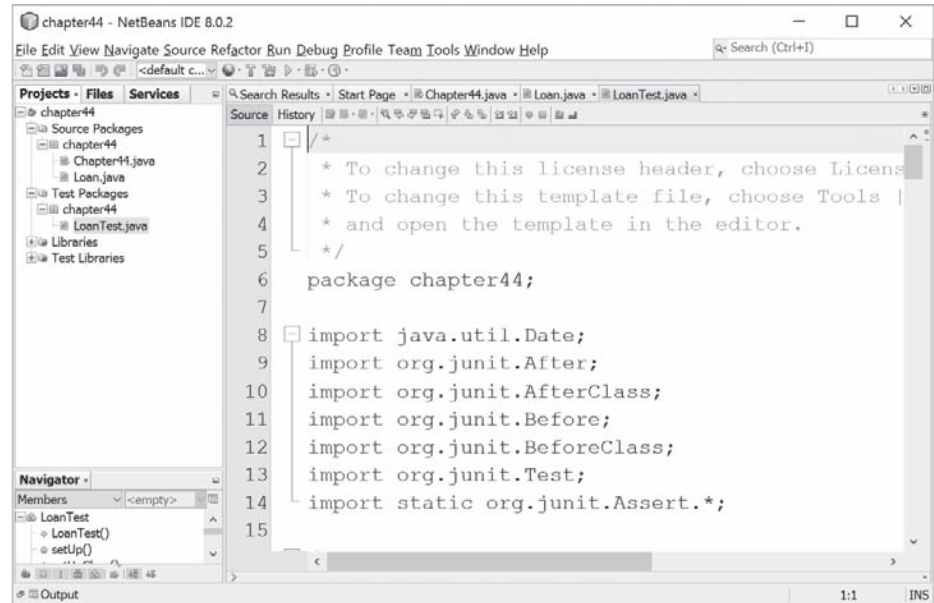 chapter44 - NetBeans IDE 8.0.2
File Edit View Navigate Source Refactor Run Debug Profile Team Tools Window Help
Search (Ctrl+I)
<default c...
Projects Files Services
chapter44
Source Packages
chapter44
Chapter44.java
Loan.java
Test Packages
chapter44
LoanTest.java
Libraries
Test Libraries
Search Results Start Page Chapter44.java Loan.java LoanTest.java
Source History
1 /*
2 * To change this license header, choose Licens
3 * To change this template file, choose Tools |
4 * and open the template in the editor.
5 */
6 package chapter44;
7
8 import java.util.Date;
9 import org.junit.After;
10 import org.junit.AfterClass;
11 import org.junit.Before;
12 import org.junit.BeforeClass;
13 import org.junit.Test;
14 import static org.junit.Assert.*;
15
Navigator
Members <empty>
LoanTest
LoanTest()
setUp()
Output
1:1 INS